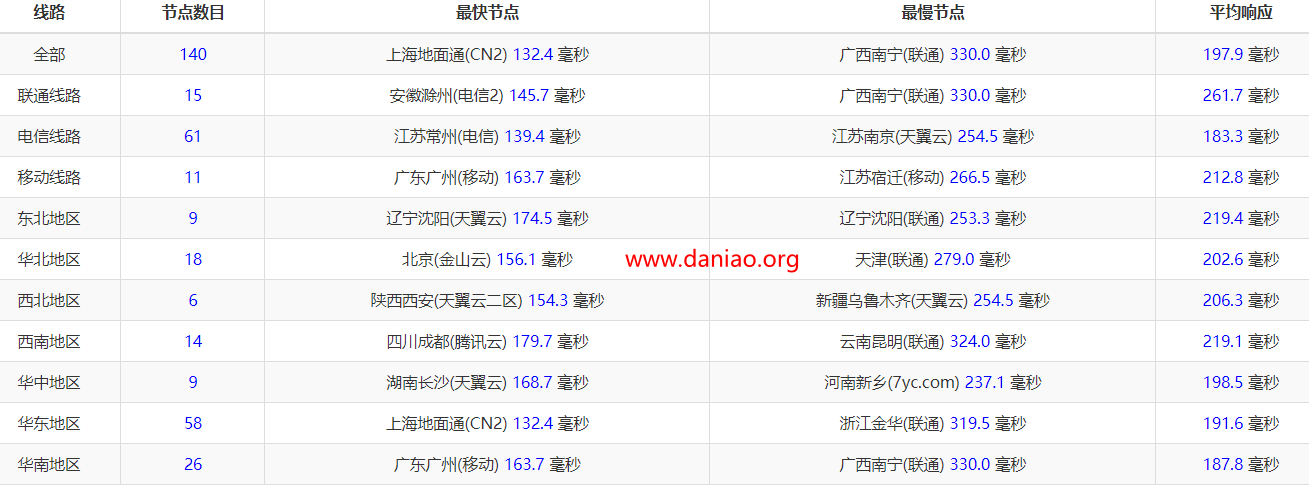 线路 节点数目 最快节点 最慢节点 平均响应
全部 140 上海地面通(CN2) 132.4 毫秒 广西南宁(联通) 330.0 毫秒 197.9 毫秒
联通线路 15 安徽滁州(电信2) 145.7 毫秒 广西南宁(联通) 330.0 毫秒 261.7 毫秒
电信线路 61 江苏常州(电信) 139.4 毫秒 江苏南京(天翼云) 254.5 毫秒 183.3 毫秒
移动线路 11 广东广州(移动) 163.7 毫秒 江苏宿迁(移动) 266.5 毫秒 212.8 毫秒
东北地区 9 辽宁沈阳(天翼云) 174.5 毫秒 辽宁沈阳(联通) 253.3 毫秒 219.4 毫秒
华北地区 18 北京(金山云) 156.1 毫秒 www.daniao.org 天津(联通) 279.0 毫秒 202.6 毫秒
西北地区 6 陕西西安(天翼云二区) 154.3 毫秒 新疆乌鲁木齐(天翼云) 254.5 毫秒 206.3 毫秒
西南地区 14 四川成都(腾讯云) 179.7 毫秒 云南昆明(联通) 324.0 毫秒 219.1 毫秒
华中地区 9 湖南长沙(天翼云) 168.7 毫秒 河南新乡(7yc.com) 237.1 毫秒 198.5 毫秒
华东地区 58 上海地面通(CN2) 132.4 毫秒 浙江金华(联通) 319.5 毫秒 191.6 毫秒
华南地区 26 广东广州(移动) 163.7 毫秒 广西南宁(联通) 330.0 毫秒 187.8 毫秒